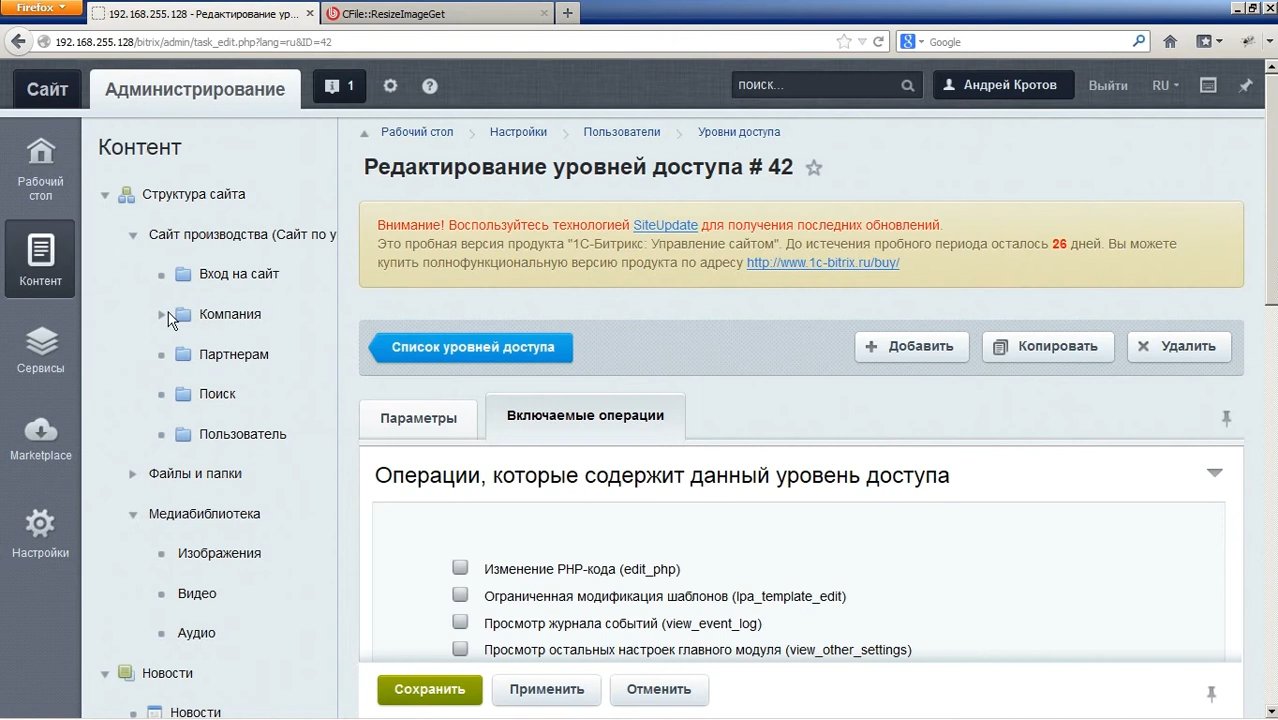 Firefox
192.168.255.128 - Редактирование уро...
CFile::ResizeImageGet
192.168.255.128/bitrix/admin/task_edit.php?lang=ru&ID=42
Google
Сайт
Администрирование
1
поиск...
Андрей Кротов
Выйти
RU
Рабочий стол
Контент
Сервисы
Marketplace
Настройки
Контент
Структура сайта
Сайт производства (Сайт по у
Вход на сайт
Компания
Партнерам
Поиск
Пользователь
Файлы и папки
Медиабиблиотека
Изображения
Видео
Аудио
Новости
Новости
Рабочий стол Настройки Пользователи Уровни доступа
Редактирование уровней доступа # 42
Внимание! Воспользуйтесь технологией SiteUpdate для получения последних обновлений.
Это пробная версия продукта "1С-Битрикс: Управление сайтом". До истечения пробного периода осталось 26 дней. Вы можете
купить полнофункциональную версию продукта по адресу http://www.1c-bitrix.ru/buy/
Список уровней доступа
Добавить
Копировать
Удалить
Параметры
Включаемые операции
Операции, которые содержит данный уровень доступа
Изменение PHP-кода (edit_php)
Ограниченная модификация шаблонов (lpa_template_edit)
Просмотр журнала событий (view_event_log)
Просмотр остальных настроек главного модуля (view_other_settings)
Сохранить
Применить
Отменить